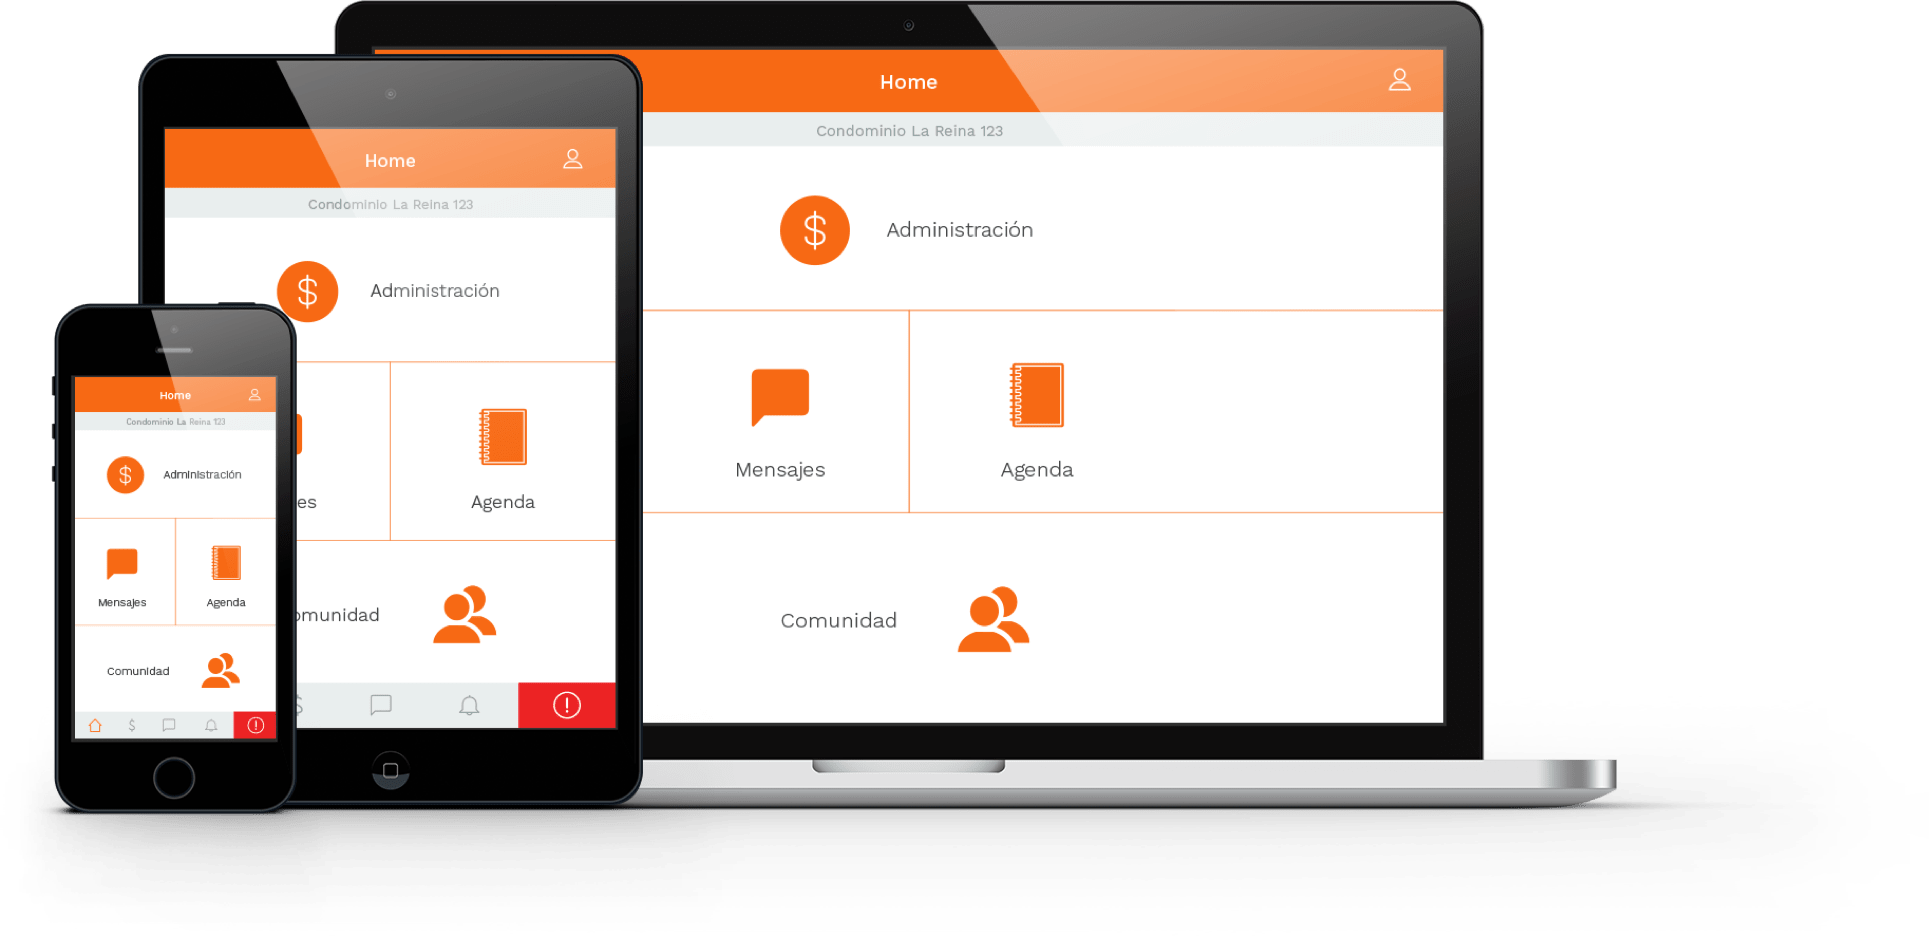 Home
Condominio La Reina 123
$
Administración
Mensajes
Agenda
Comunidad
Home
Condominio La Reina 123
$
Administración
es
Agenda
omunidad
$
Home
Condominio La Reina 123
$
Administración
Mensajes
Agenda
Comunidad
$